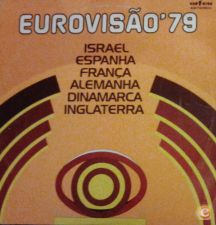 EUROVISÃO'79
ISRAEL
ESPANHA
FRANÇA
ALEMANHA
DINAMARCA
INGLATERRA